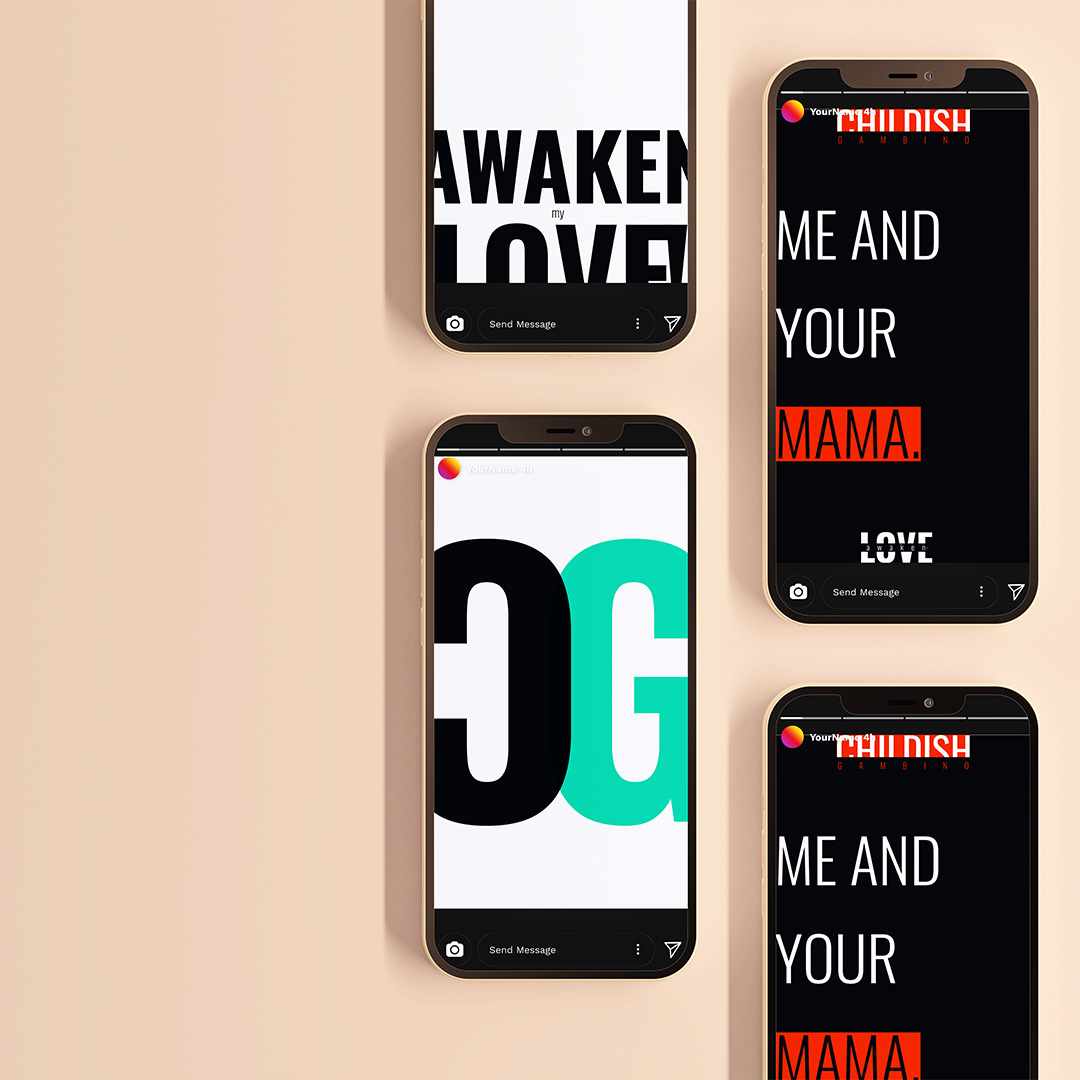 AWAKEN
my
LOVE
Send Message
YourName 4h
CHILDISH
GAMBINO
ME AND
YOUR
MAMA.
LOVE
awaken
Send Message
YourName 4h
CG
Send Message
YourName 4h
CHILDISH
GAMBINO
ME AND
YOUR
MAMA.